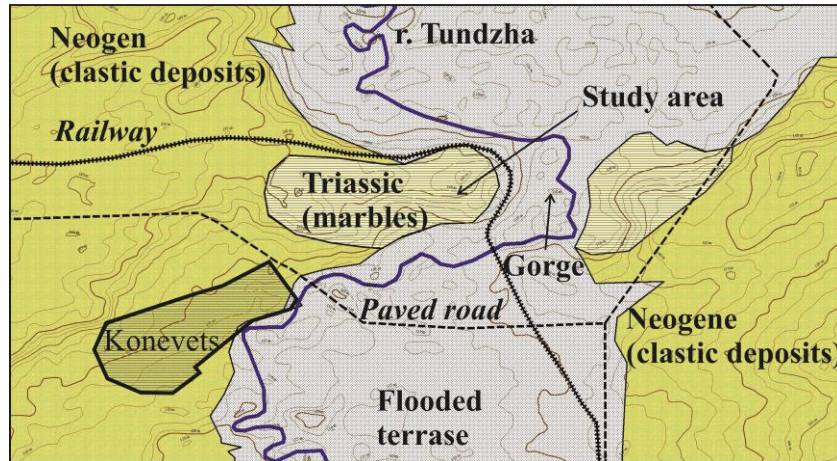 Neogen
(clastic deposits)
r. Tundzha
Study area
Railway
Triassic
(marbles)
Gorge
Paved road
Konevets
Neogene
(clastic deposits)
Flooded
terrase